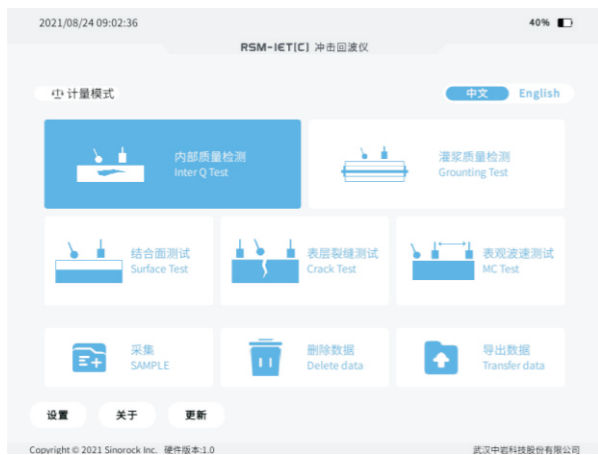 2021/08/24 09:02:36
40%
RSM-IET(C) 冲击回波仪
计量模式
中文
English
内部质量检测
Inter Q Test
灌浆质量检测
Grounting Test
结合面测试
Surface Test
表层裂缝测试
Crack Test
表观波速测试
MC Test
采集
SAMPLE
删除数据
Delete data
导出数据
Transfer data
设置
关于
更新
Copyright © 2021 Sinorock Inc. 硬件版本:1.0
武汉中岩科技股份有限公司